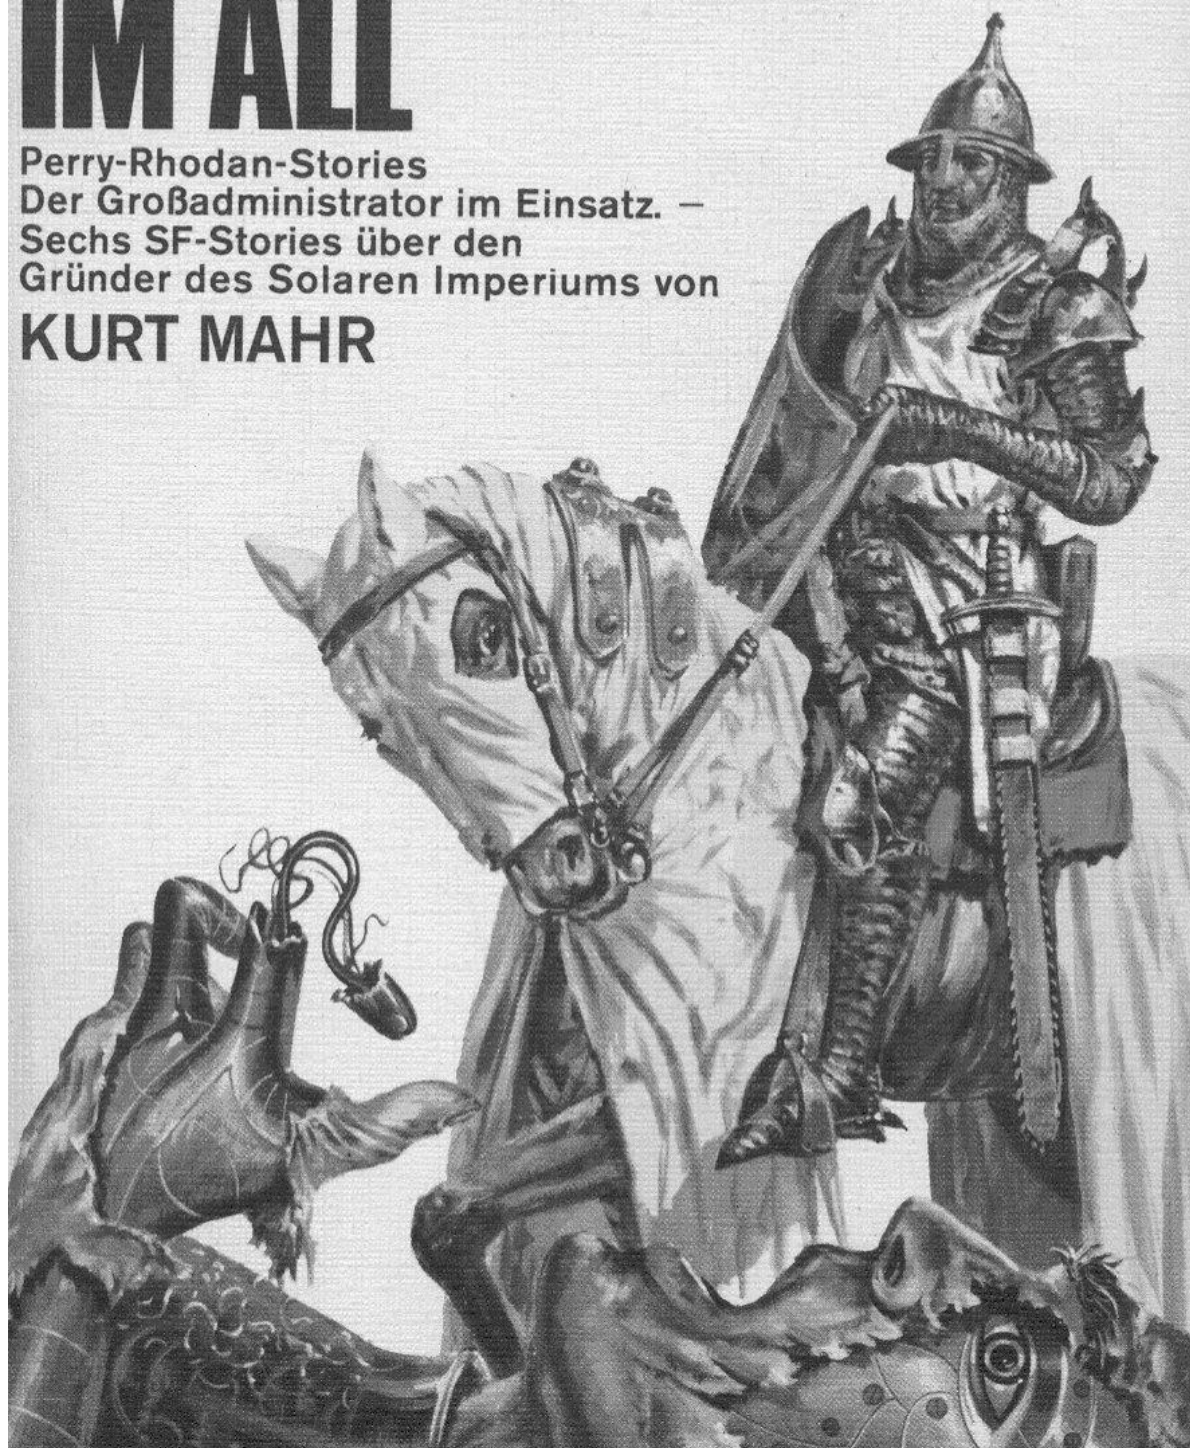 IM ALL
Perry-Rhodan-Stories
Der Großadministrator im Einsatz. —
Sechs SF-Stories über den
Gründer des Solaren Imperiums von
KURT MAHR